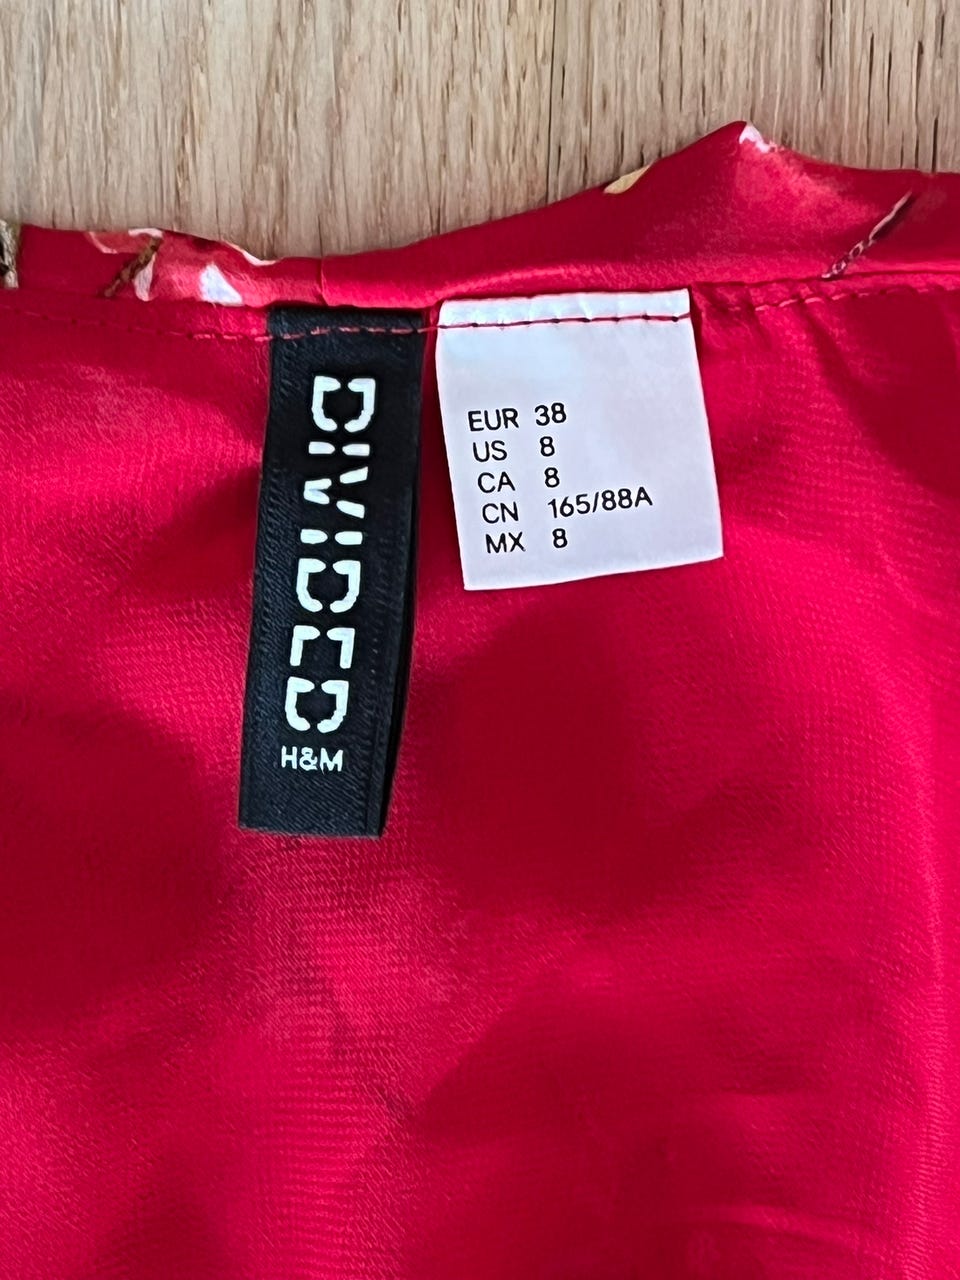 DIVIDED
H&M
EUR 38
US 8
CA 8
CN 165/88A
MX 8